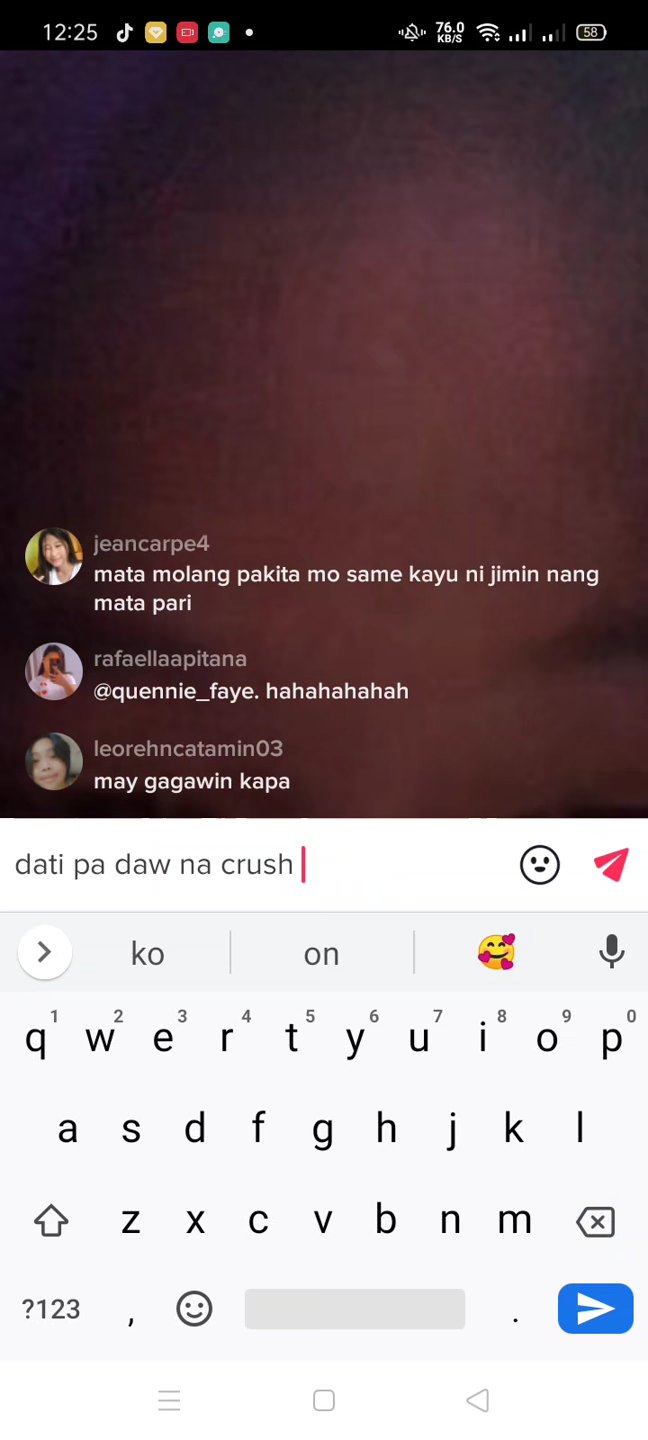 12:25
76.0
KB/S
58
jeancarpe4
mata molang pakita mo same kayu ni jimin nang
mata pari
rafaellaapitana
@quennie_faye. hahahahahah
leorehncatamin03
may gagawin kapa
dati pa daw na crush
ko on
1 2 3 4 5 6 7 8 9 0
q w e r t y u i o p
a s d f g h j k l
z x c v b n m
?123 , .